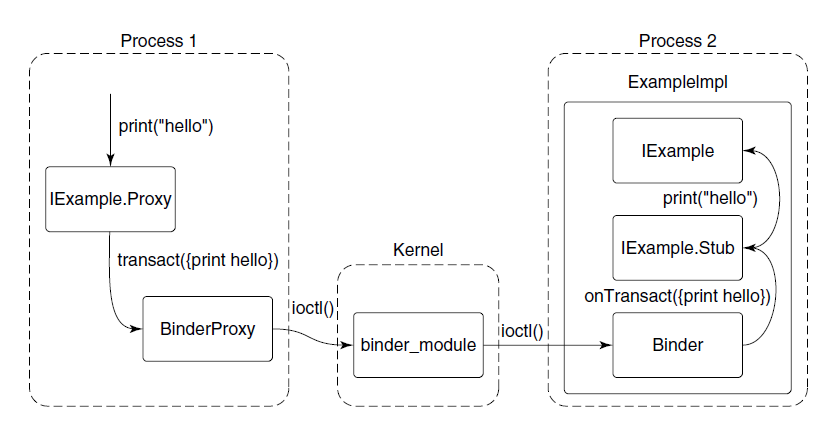 Process 1
Process 2
ExampleImpl
print("hello")
IExample
IExample.Proxy
print("hello")
IExample.Stub
Kernel
transact({print hello})
onTransact({print hello})
ioctl()
BinderProxy
ioctl()
binder_module
Binder